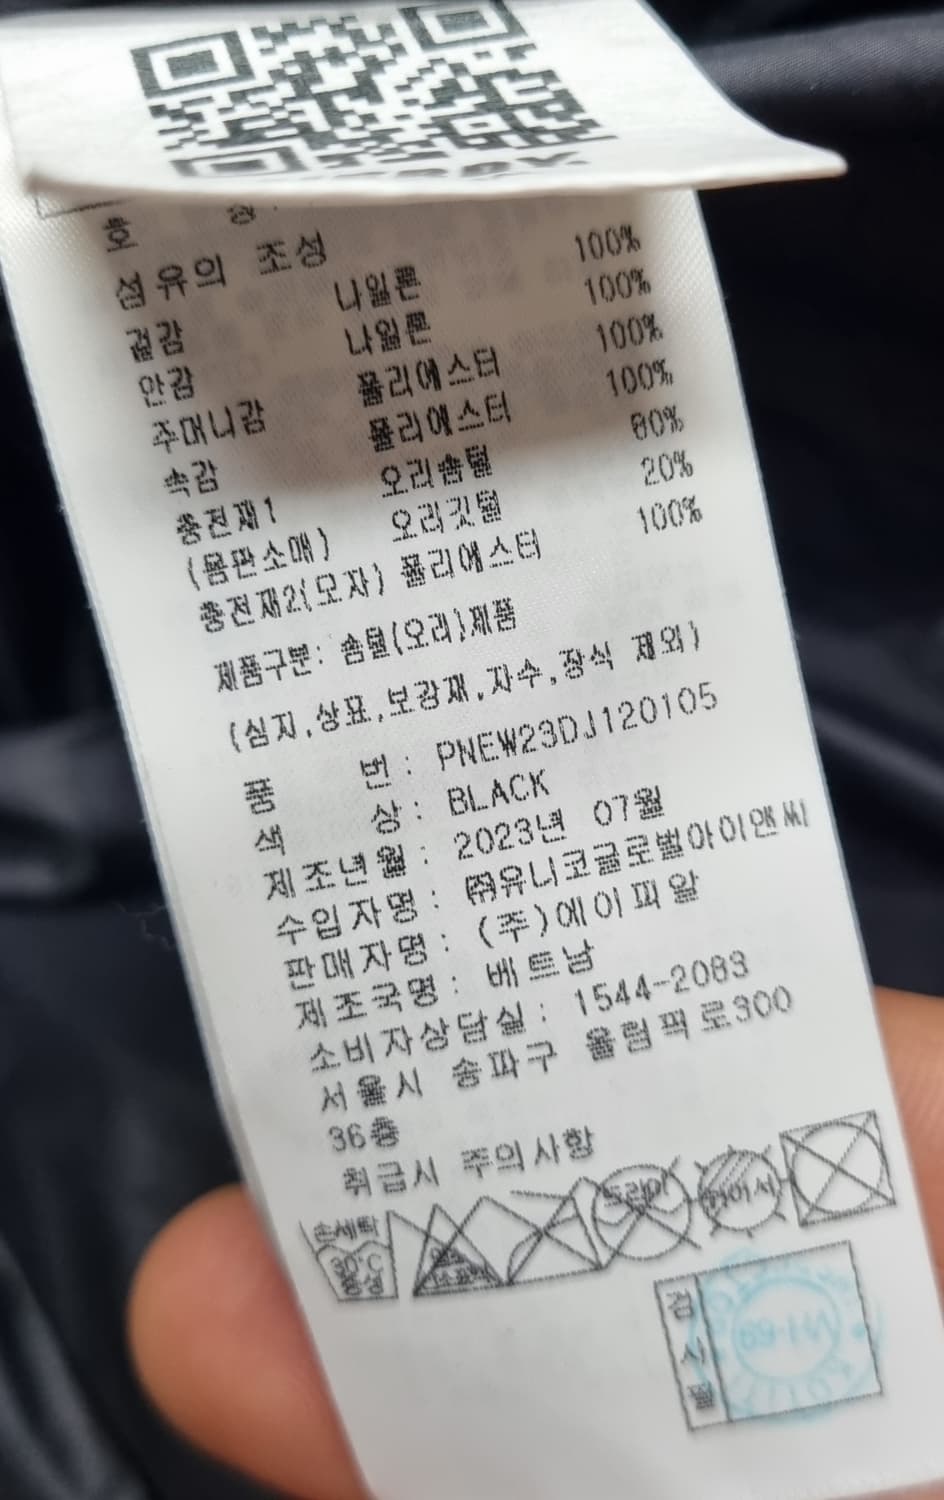 호 칭 :
섬유의 조성
겉감 나일론 100%
안감 나일론 100%
주머니감 폴리에스터 100%
속감 폴리에스터 100%
충전재1 오리솜털 80%
(몸판소매) 오리깃털 20%
충전재2(모자) 폴리에스터 100%
제품구분: 솜털(오리)제품
(심지,상표,보강재,자수,장식 제외)
품 번 : PNEW23DJ120105
색 상 : BLACK
제조년월 : 2023년 07월
수입자명 : ㈜유니코글로벌아이앤씨
판매자명 : (주)에이피알
제조국명 : 베트남
소비자상담실 : 1544-2083
서울시 송파구 올림픽로300
36층
취급시 주의사항
손세탁
30℃
중성
염소표백
드라이
뉘어서
검
사
필